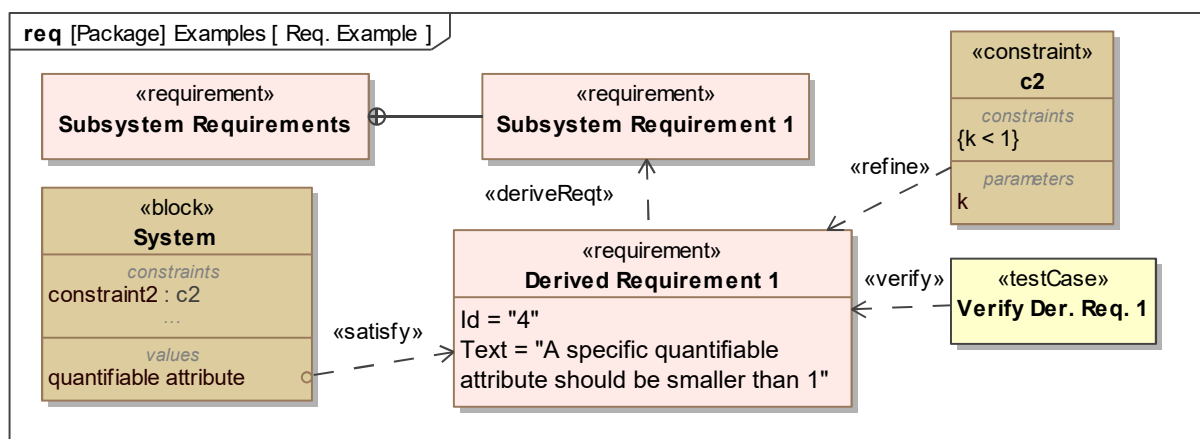 req [Package] Examples [ Req. Example ]
«requirement»
Subsystem Requirements
«requirement»
Subsystem Requirement 1
«constraint»
c2
constraints
{k < 1}
parameters
k
«refine»
«deriveReqt»
«block»
System
constraints
constraint2 : c2
...
values
quantifiable attribute
«satisfy»
«requirement»
Derived Requirement 1
Id = "4"
Text = "A specific quantifiable
attribute should be smaller than 1"
«verify»
«testCase»
Verify Der. Req. 1